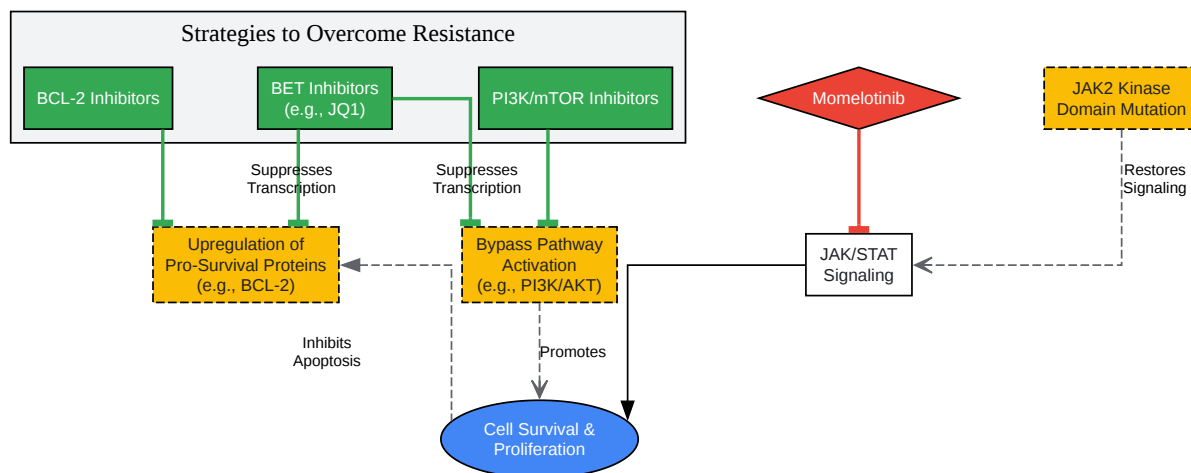 Strategies to Overcome Resistance
BCL-2 Inhibitors
BET Inhibitors
(e.g., JQ1)
PI3K/mTOR Inhibitors
Momelotinib
JAK2 Kinase
Domain Mutation
Suppresses
Transcription
Suppresses
Transcription
Restores
Signaling
Upregulation of
Pro-Survival Proteins
(e.g., BCL-2)
Bypass Pathway
Activation
(e.g., PI3K/AKT)
JAK/STAT
Signaling
Inhibits
Apoptosis
Promotes
Cell Survival &
Proliferation